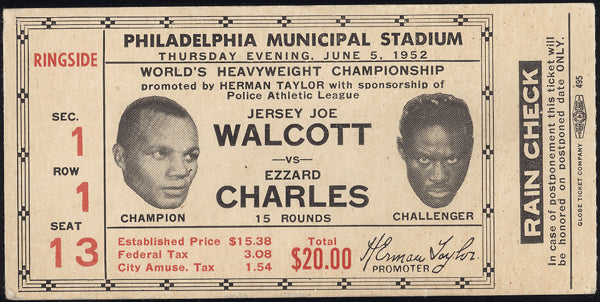 RINGSIDE
SEC.
1
ROW
1
SEAT
13
PHILADELPHIA MUNICIPAL STADIUM
THURSDAY EVENING, JUNE 5, 1952
WORLD'S HEAVYWEIGHT CHAMPIONSHIP
promoted by HERMAN TAYLOR with sponsorship of
Police Athletic League
JERSEY JOE
WALCOTT
-VS-
EZZARD
CHARLES
15 ROUNDS
CHAMPION
CHALLENGER
Established Price $15.38
Federal Tax 3.08
City Amuse. Tax 1.54
Total
$20.00
Herman Taylor
PROMOTER
RAIN CHECK
In case of postponement this ticket will
be honored on postponed date ONLY.
GLOBE TICKET COMPANY
495